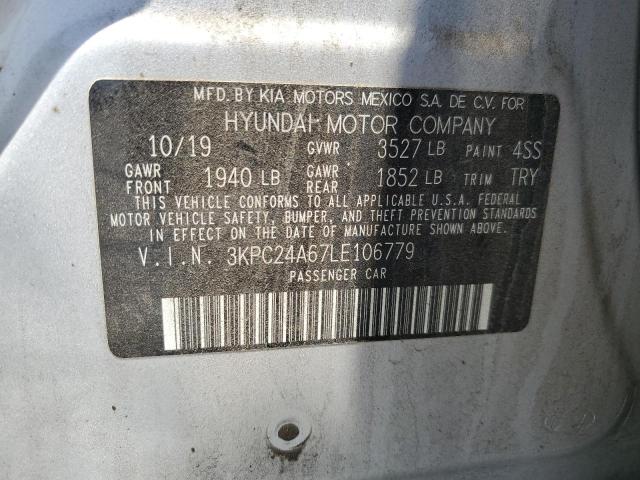 MFD. BY KIA MOTORS MEXICO S.A. DE C.V. FOR
HYUNDAI MOTOR COMPANY
10/19 GVWR 3527 LB PAINT 4SS
GAWR FRONT 1940 LB GAWR REAR 1852 LB TRIM TRY
THIS VEHICLE CONFORMS TO ALL APPLICABLE U.S.A. FEDERAL
MOTOR VEHICLE SAFETY, BUMPER, AND THEFT PREVENTION STANDARDS
IN EFFECT ON THE DATE OF MANUFACTURE SHOWN ABOVE.
V.I.N. 3KPC24A67LE106779
PASSENGER CAR